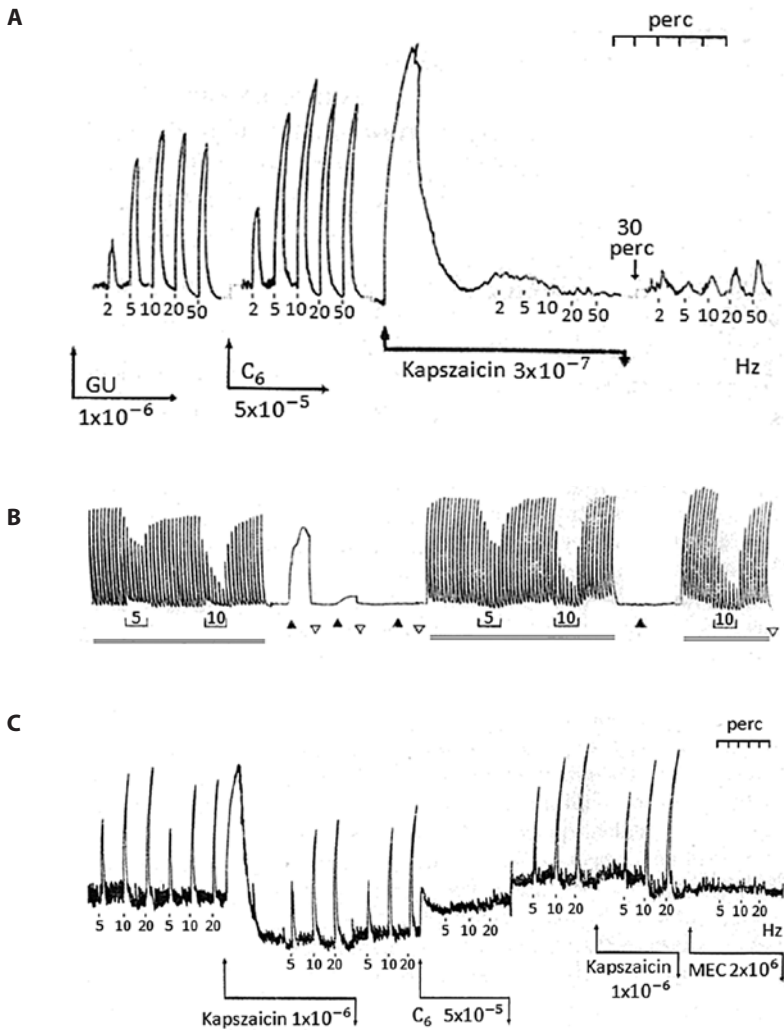 A
perc
30
perc
2 5 10 20 50 2 5 10 20 50 2 5 10 20 50 2 5 10 20 50
GU
1x10⁻⁶
C₆
5x10⁻⁵
Kapszaicin 3x10⁻⁷
Hz
B
5 10 5 10 10
C
perc
5 10 20 5 10 20 5 10 20 5 10 20 5 10 20 5 10 20 5 10 20 5 10 20
Hz
Kapszaicin 1x10⁻⁶
C₆ 5x10⁻⁵
Kapszaicin
1x10⁻⁶
MEC 2x10⁶